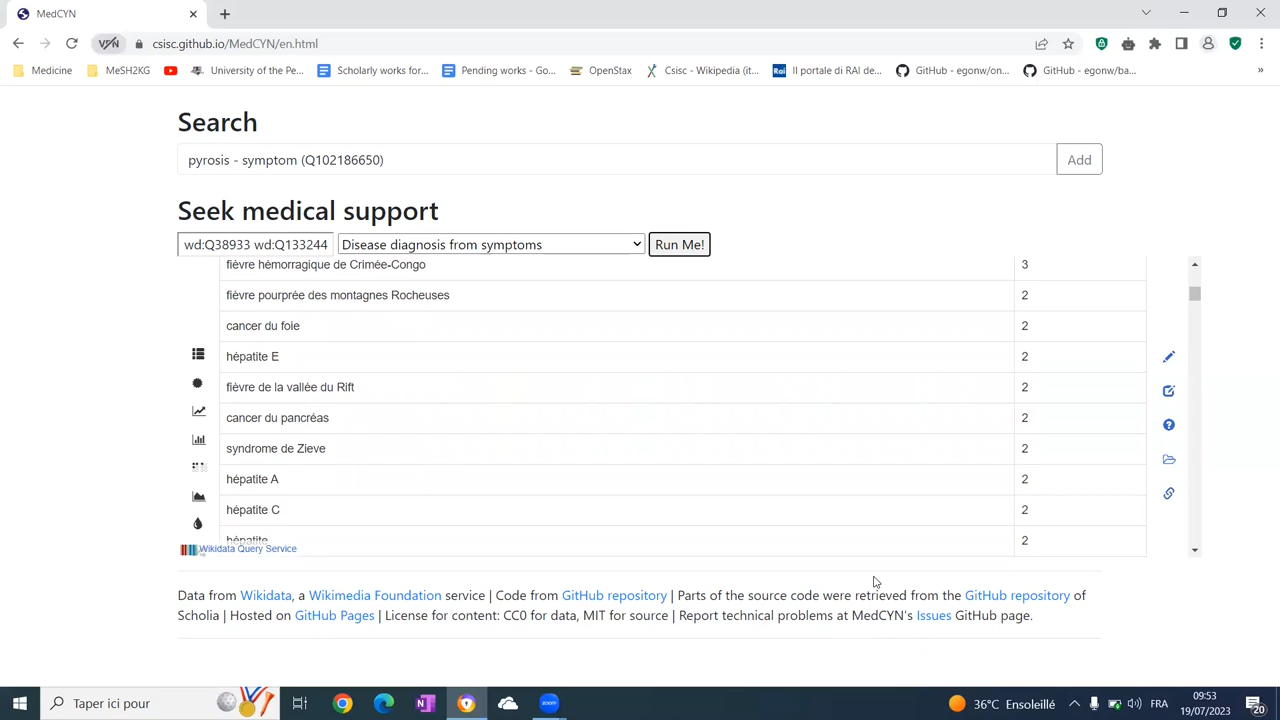 MedCYN
csisc.github.io/MedCYN/en.html
VPN
Medicine
MeSH2KG
University of the Pe...
Scholarly works for...
Pending works - Go...
OpenStax
Csisc - Wikipedia (it...
Rai
Il portale di RAI de...
GitHub - egonw/on...
GitHub - egonw/ba...
»
Search
pyrosis - symptom (Q102186650)
Add
Seek medical support
wd:Q38933 wd:Q133244
Disease diagnosis from symptoms
Run Me!
fièvre hémorragique de Crimée-Congo 3
fièvre pourprée des montagnes Rocheuses 2
cancer du foie 2
hépatite E 2
fièvre de la vallée du Rift 2
cancer du pancréas 2
syndrome de Zieve 2
hépatite A 2
hépatite C 2
hépatite 2
Wikidata Query Service
Data from Wikidata, a Wikimedia Foundation service | Code from GitHub repository | Parts of the source code were retrieved from the GitHub repository of
Scholia | Hosted on GitHub Pages | License for content: CC0 for data, MIT for source | Report technical problems at MedCYN's Issues GitHub page.
Taper ici pour
zoom
36°C Ensoleillé
FRA
09:53
19/07/2023
20